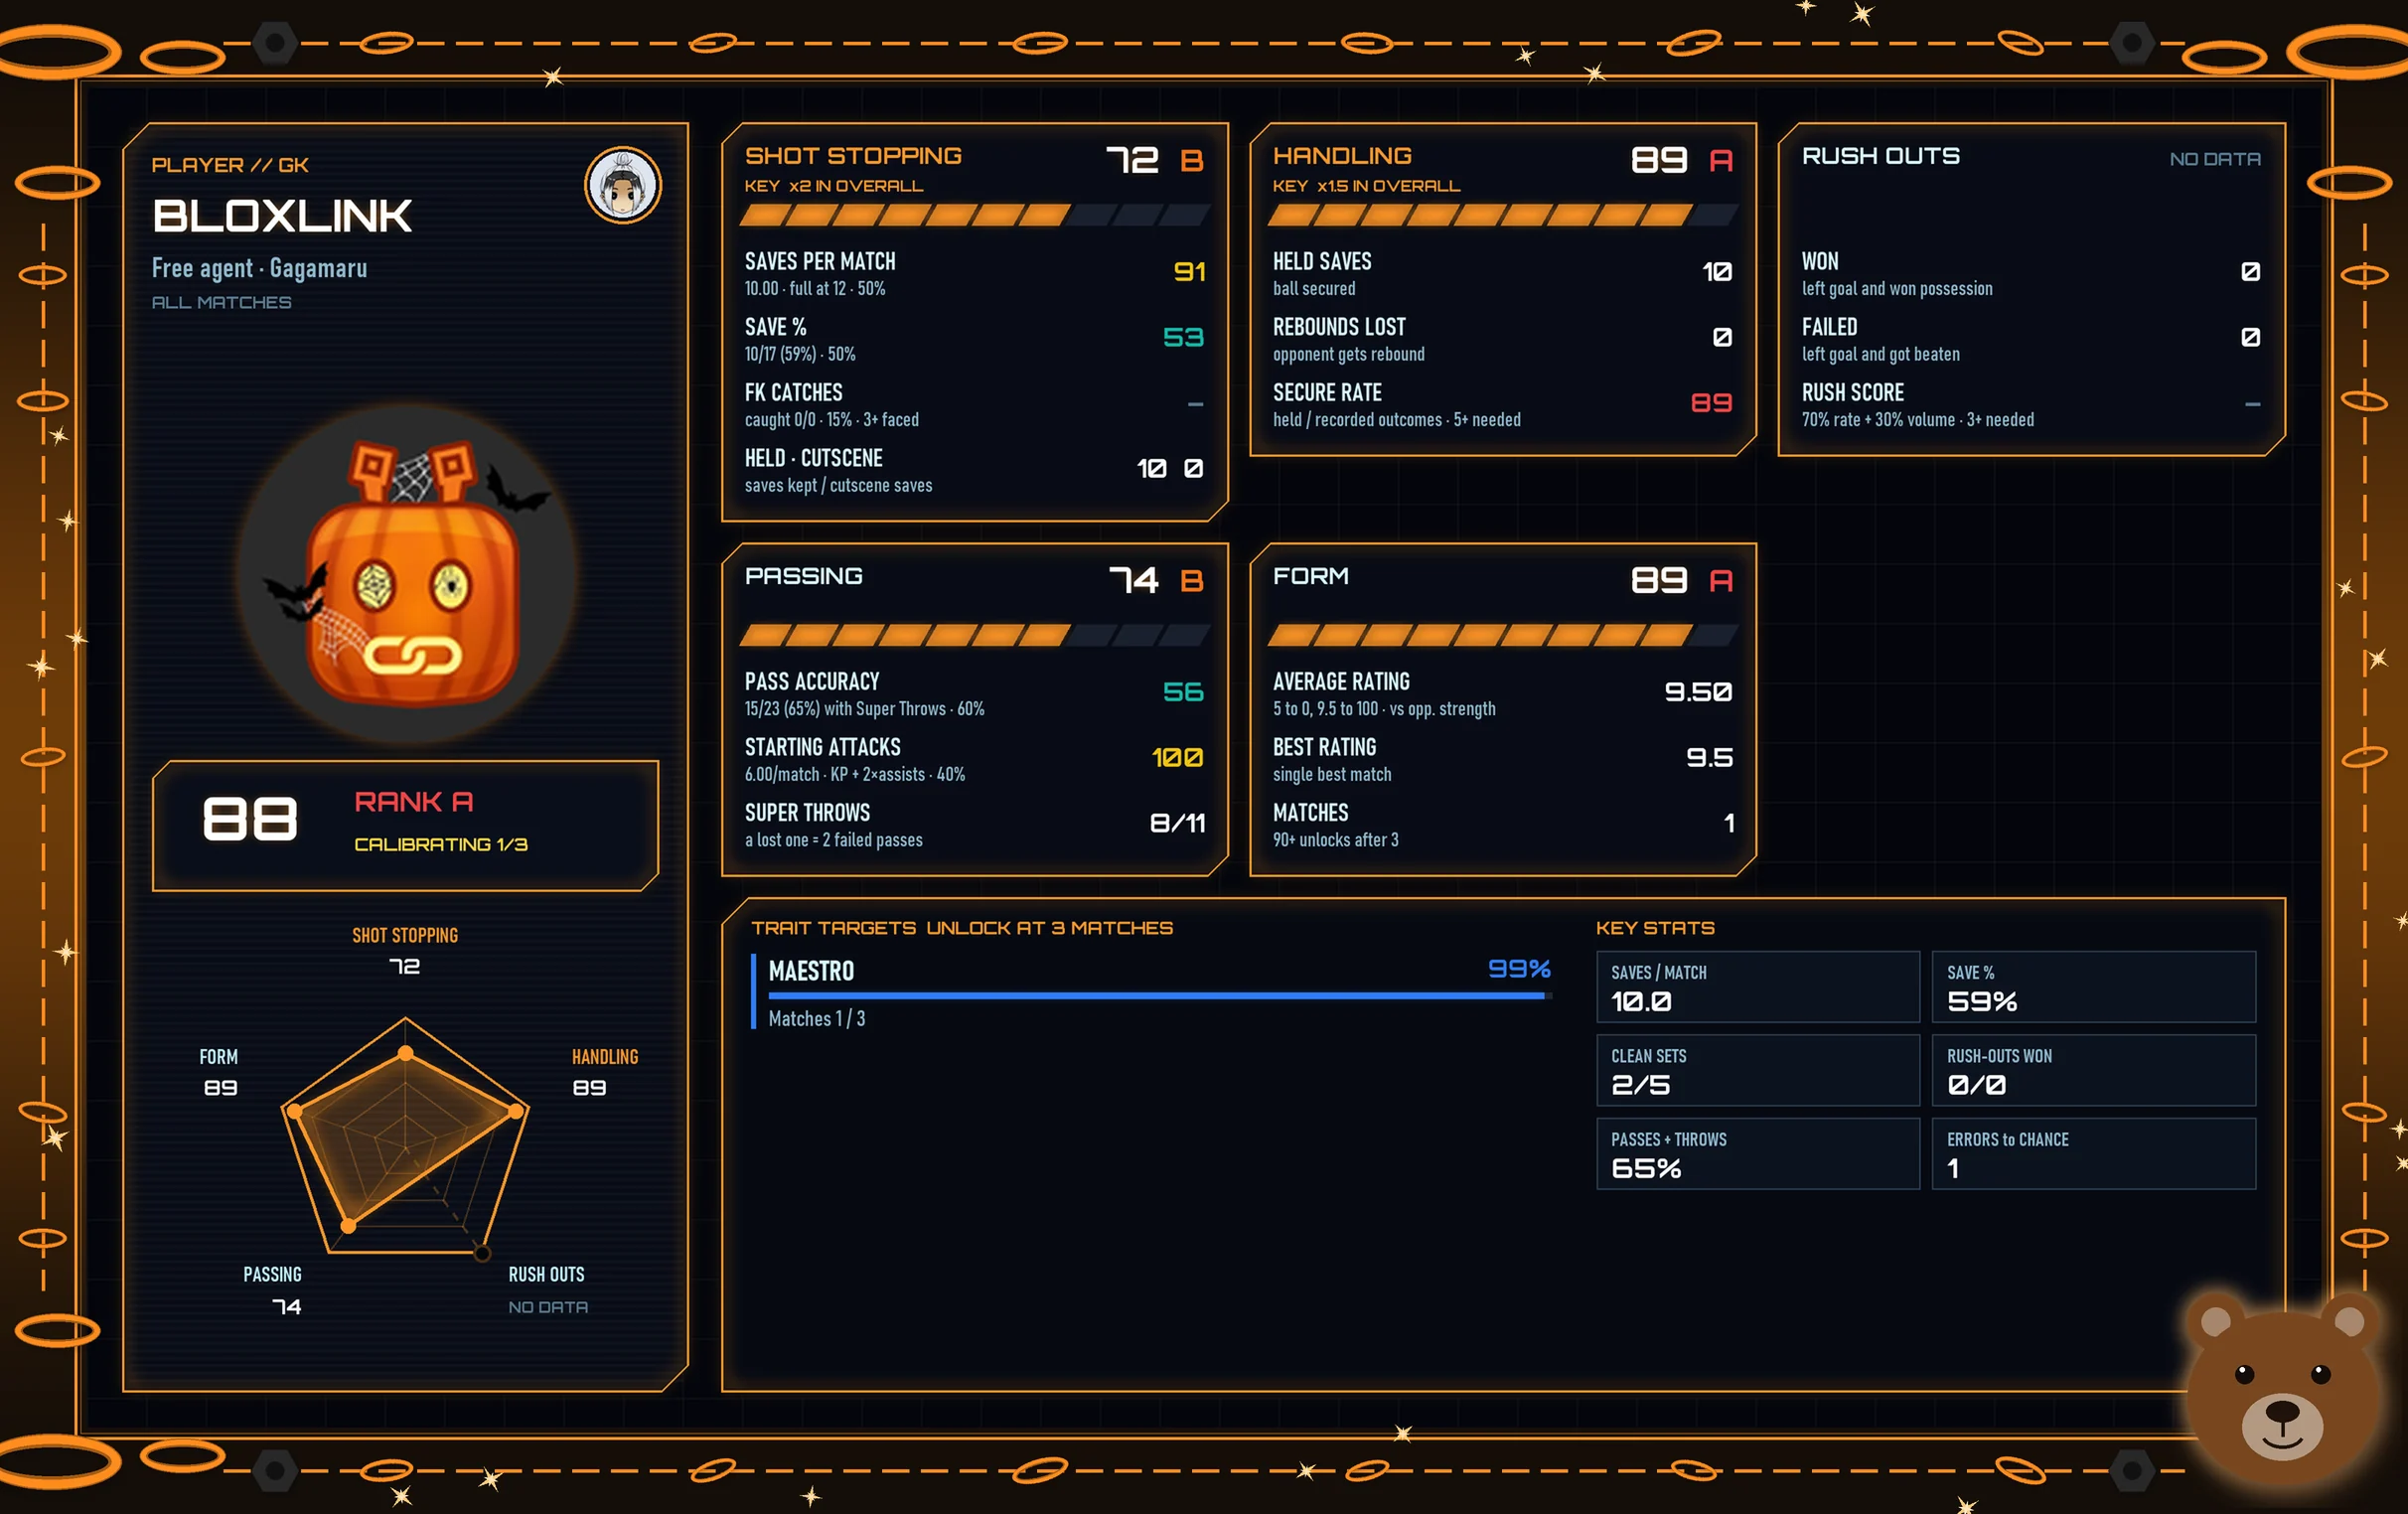 PLAYER // GK
BLOXLINK
Free agent · Gagamaru
ALL MATCHES
88
RANK A
CALIBRATING 1/3
SHOT STOPPING
72
FORM
89
HANDLING
89
PASSING
74
RUSH OUTS
NO DATA
SHOT STOPPING 72 B
KEY x2 IN OVERALL
SAVES PER MATCH 91
10.00 · full at 12 · 50%
SAVE % 53
10/17 (59%) · 50%
FK CATCHES –
caught 0/0 · 15% · 3+ faced
HELD · CUTSCENE 10 0
saves kept / cutscene saves
HANDLING 89 A
KEY x1.5 IN OVERALL
HELD SAVES 10
ball secured
REBOUNDS LOST 0
opponent gets rebound
SECURE RATE 89
held / recorded outcomes · 5+ needed
RUSH OUTS NO DATA
WON 0
left goal and won possession
FAILED 0
left goal and got beaten
RUSH SCORE –
70% rate + 30% volume · 3+ needed
PASSING 74 B
PASS ACCURACY 56
15/23 (65%) with Super Throws · 60%
STARTING ATTACKS 100
6.00/match · KP + 2×assists · 40%
SUPER THROWS 8/11
a lost one = 2 failed passes
FORM 89 A
AVERAGE RATING 9.50
5 to 0, 9.5 to 100 · vs opp. strength
BEST RATING 9.5
single best match
MATCHES 1
90+ unlocks after 3
TRAIT TARGETS UNLOCK AT 3 MATCHES
MAESTRO 99%
Matches 1 / 3
KEY STATS
SAVES / MATCH
10.0
SAVE %
59%
CLEAN SETS
2/5
RUSH-OUTS WON
0/0
PASSES + THROWS
65%
ERRORS to CHANCE
1